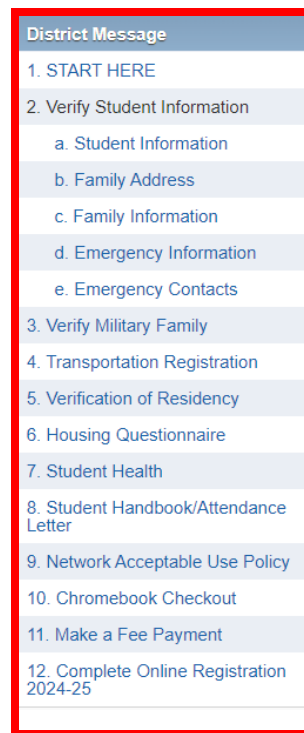 District Message
1. START HERE
2. Verify Student Information
a. Student Information
b. Family Address
c. Family Information
d. Emergency Information
e. Emergency Contacts
3. Verify Military Family
4. Transportation Registration
5. Verification of Residency
6. Housing Questionnaire
7. Student Health
8. Student Handbook/Attendance
Letter
9. Network Acceptable Use Policy
10. Chromebook Checkout
11. Make a Fee Payment
12. Complete Online Registration
2024-25